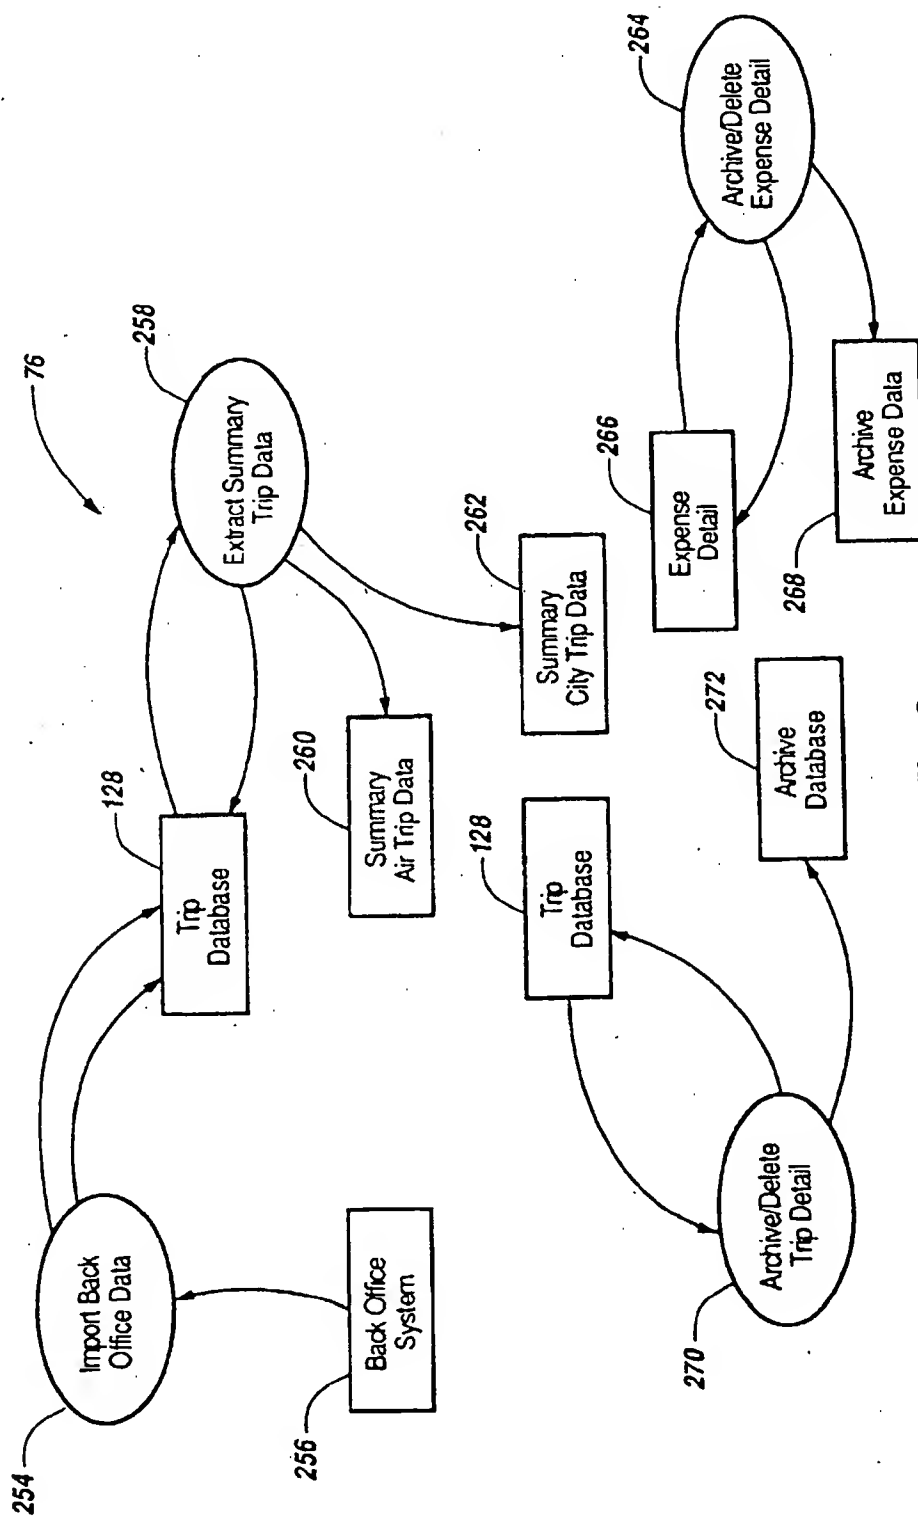 76
254
Import Back
Office Data
256
Back Office
System
128
Trip
Database
258
Extract Summary
Trip Data
260
Summary
Air Trip Data
262
Summary
City Trip Data
128
Trip
Database
270
Archive/Delete
Trip Detail
272
Archive
Database
266
Expense
Detail
264
Archive/Delete
Expense Detail
268
Archive
Expense Data